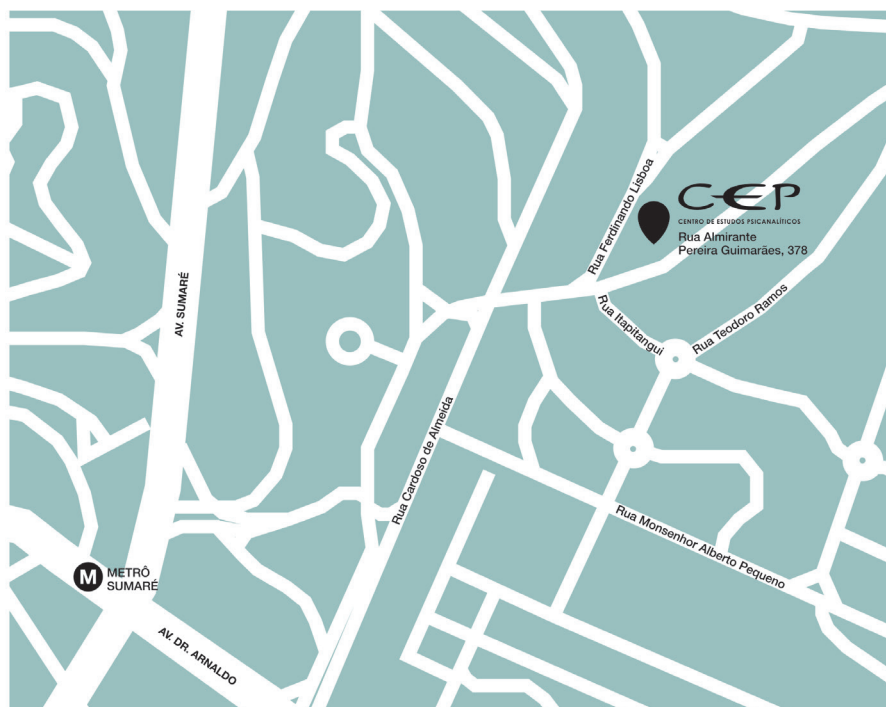 Rua Ferdinando Lisboa
CEP
CENTRO DE ESTUDOS PSICANALÍTICOS
Rua Almirante
Pereira Guimarães, 378
AV. SUMARÉ
Rua Itapitangui
Rua Teodoro Ramos
Rua Cardoso de Almeida
Rua Monsenhor Alberto Pequeno
M
METRÔ
SUMARÉ
AV. DR. ARNALDO